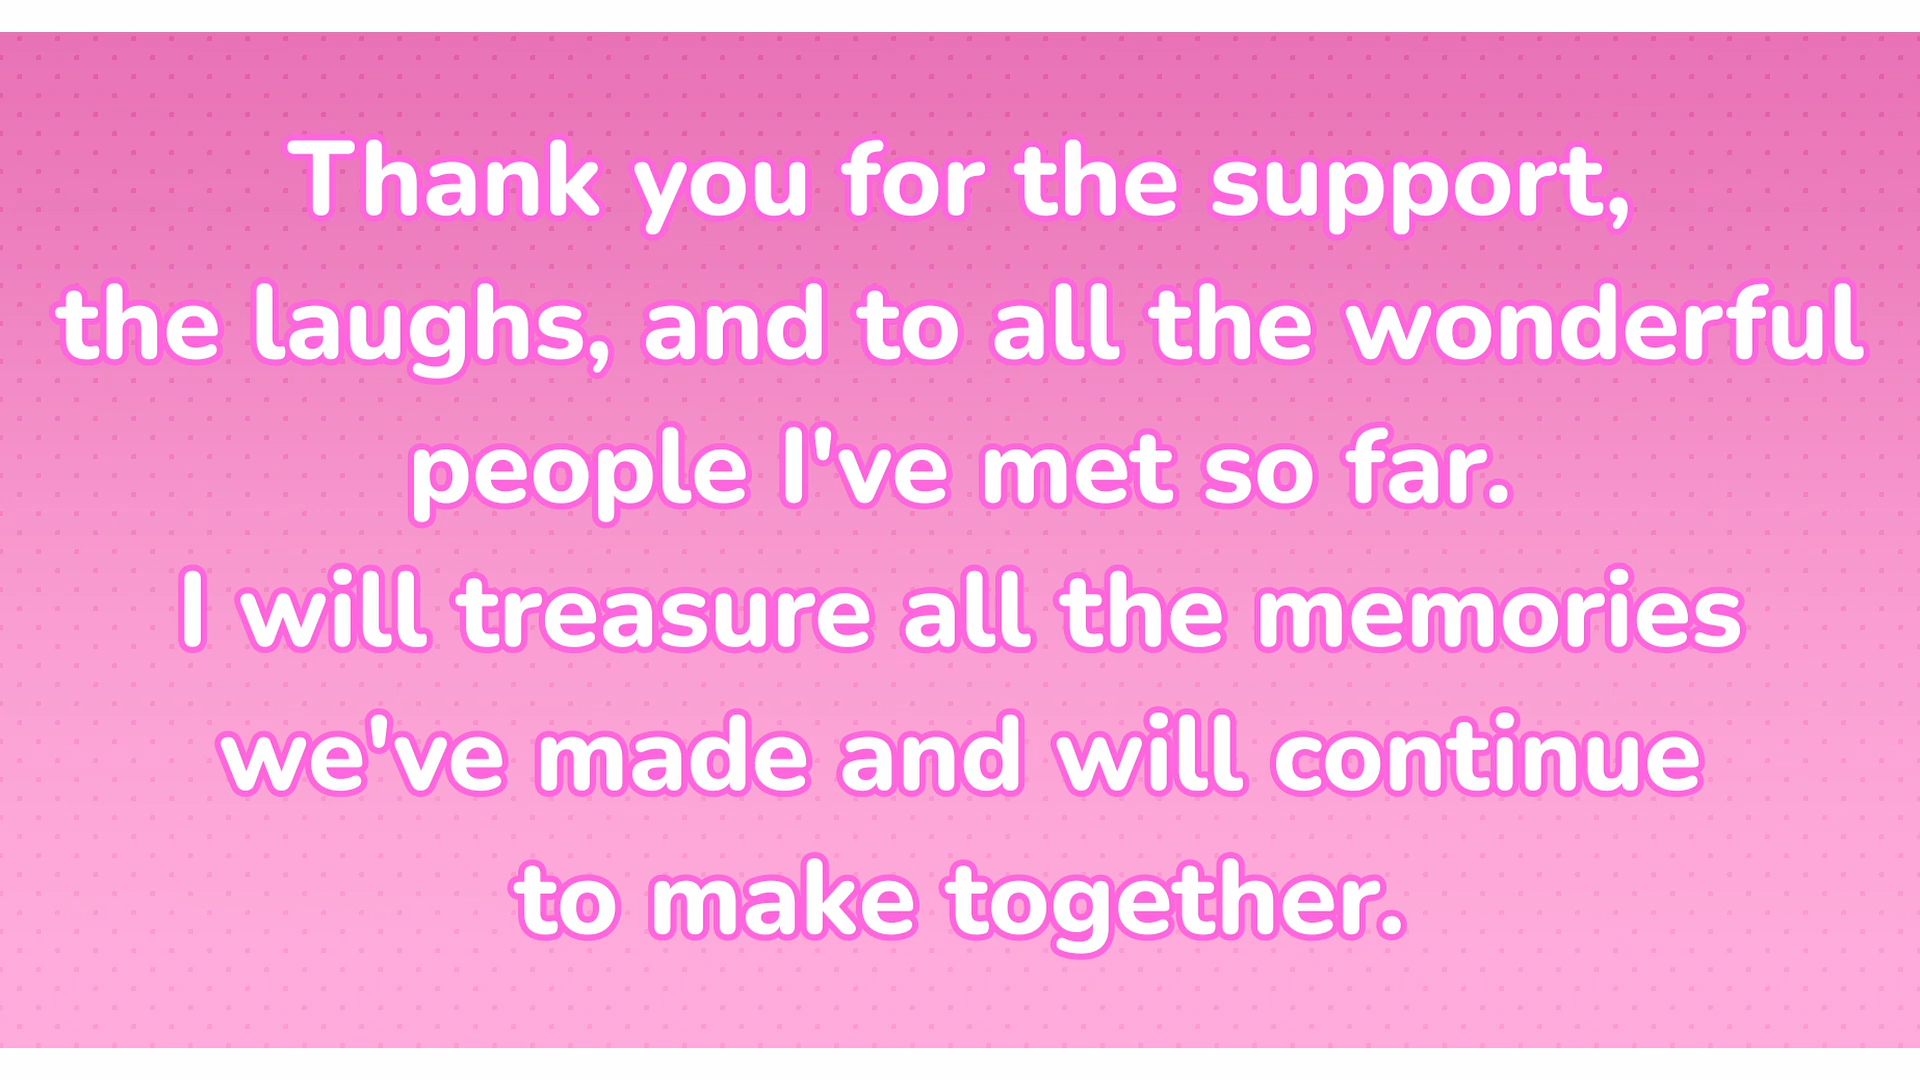 Thank you for the support,
the laughs, and to all the wonderful
people I've met so far.
I will treasure all the memories
we've made and will continue
to make together.